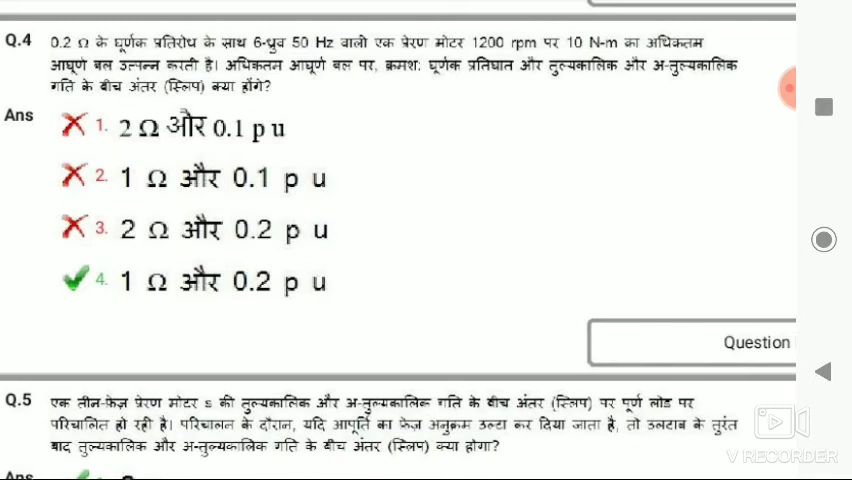 Q.4 0.2 Ω के घूर्णक प्रतिरोध के साथ 6-ध्रुव 50 Hz वाली एक प्रेरण मोटर 1200 rpm पर 10 N-m का अधिकतम
आघूर्ण बल उत्पन्न करती है। अधिकतम आघूर्ण बल पर, क्रमश: घूर्णक प्रतिघात और तुल्यकालिक और अ-तुल्यकालिक
गति के बीच अंतर (स्लिप) क्या होंगे?
Ans
1. 2 Ω और 0.1 p u
2. 1 Ω और 0.1 p u
3. 2 Ω और 0.2 p u
4. 1 Ω और 0.2 p u
Question
Q.5 एक तीन-फ़ेज़ प्रेरण मोटर s की तुल्यकालिक और अ-तुल्यकालिक गति के बीच अंतर (स्लिप) पर पूर्ण लोड पर
परिचालित हो रही है। परिचालन के दौरान, यदि आपूर्ति का फ़ेज़ अनुक्रम उल्टा कर दिया जाता है, तो उलटाव के तुरंत
बाद तुल्यकालिक और अ-तुल्यकालिक गति के बीच अंतर (स्लिप) क्या होगा?
V RECORDER